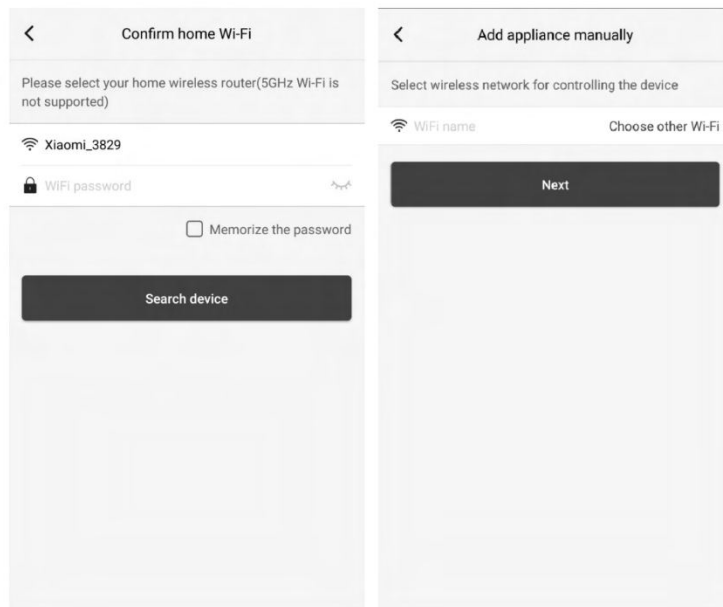 Confirm home Wi-Fi
Please select your home wireless router(5GHz Wi-Fi is
not supported)
Xiaomi_3829
WiFi password
Memorize the password
Search device
Add appliance manually
Select wireless network for controlling the device
WiFi name
Choose other Wi-Fi
Next